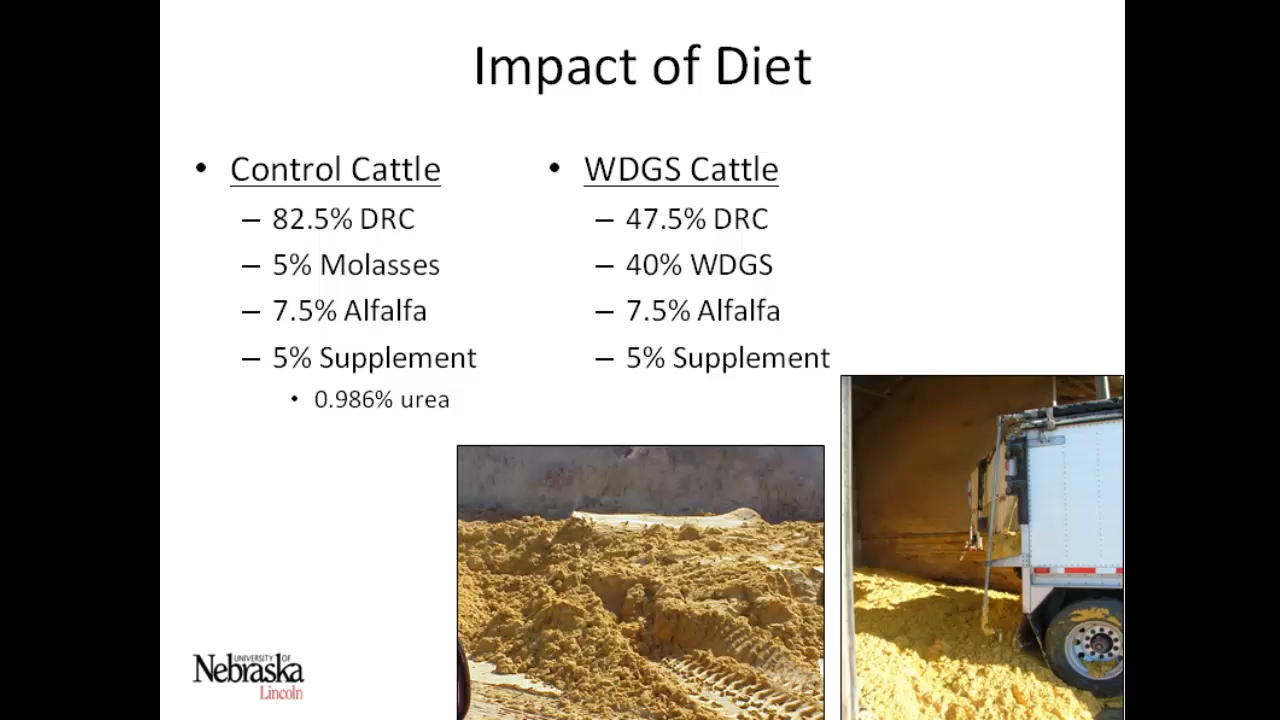 Impact of Diet
• Control Cattle
– 82.5% DRC
– 5% Molasses
– 7.5% Alfalfa
– 5% Supplement
• 0.986% urea
• WDGS Cattle
– 47.5% DRC
– 40% WDGS
– 7.5% Alfalfa
– 5% Supplement
UNIVERSITY OF
Nebraska
Lincoln